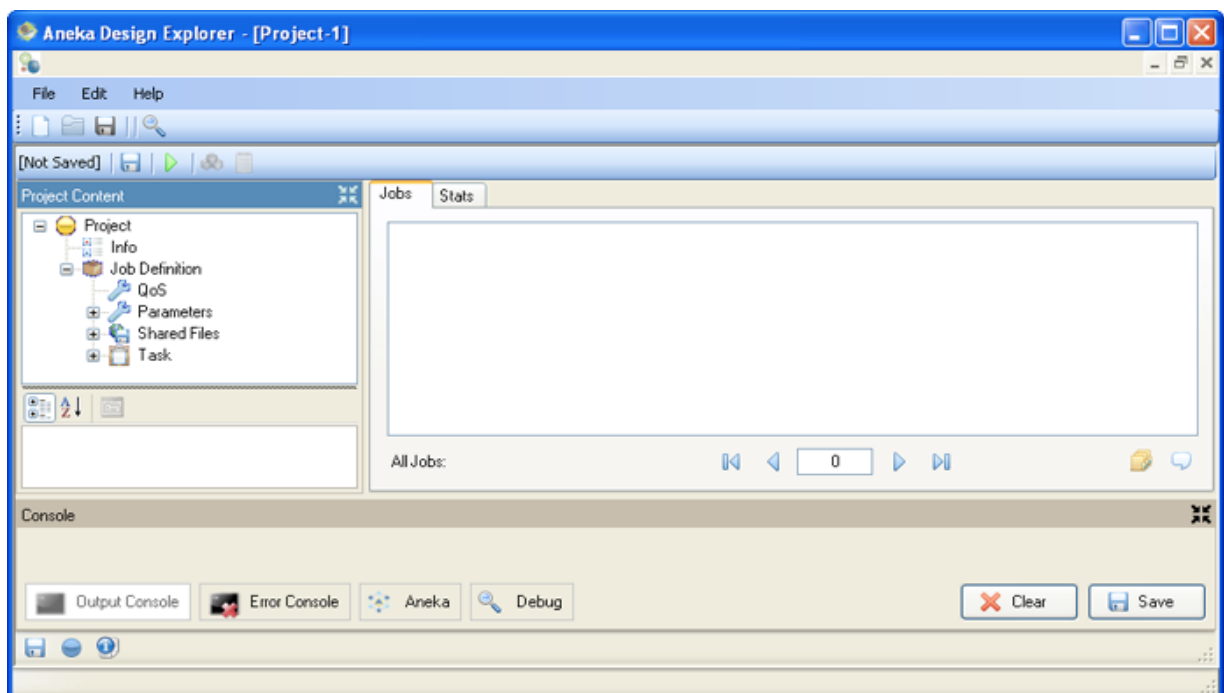 Aneka Design Explorer - [Project-1]
File Edit Help
[Not Saved]
Project Content
Project
Info
Job Definition
QoS
Parameters
Shared Files
Task
Jobs Stats
All Jobs: 0
Console
Output Console Error Console Aneka Debug Clear Save